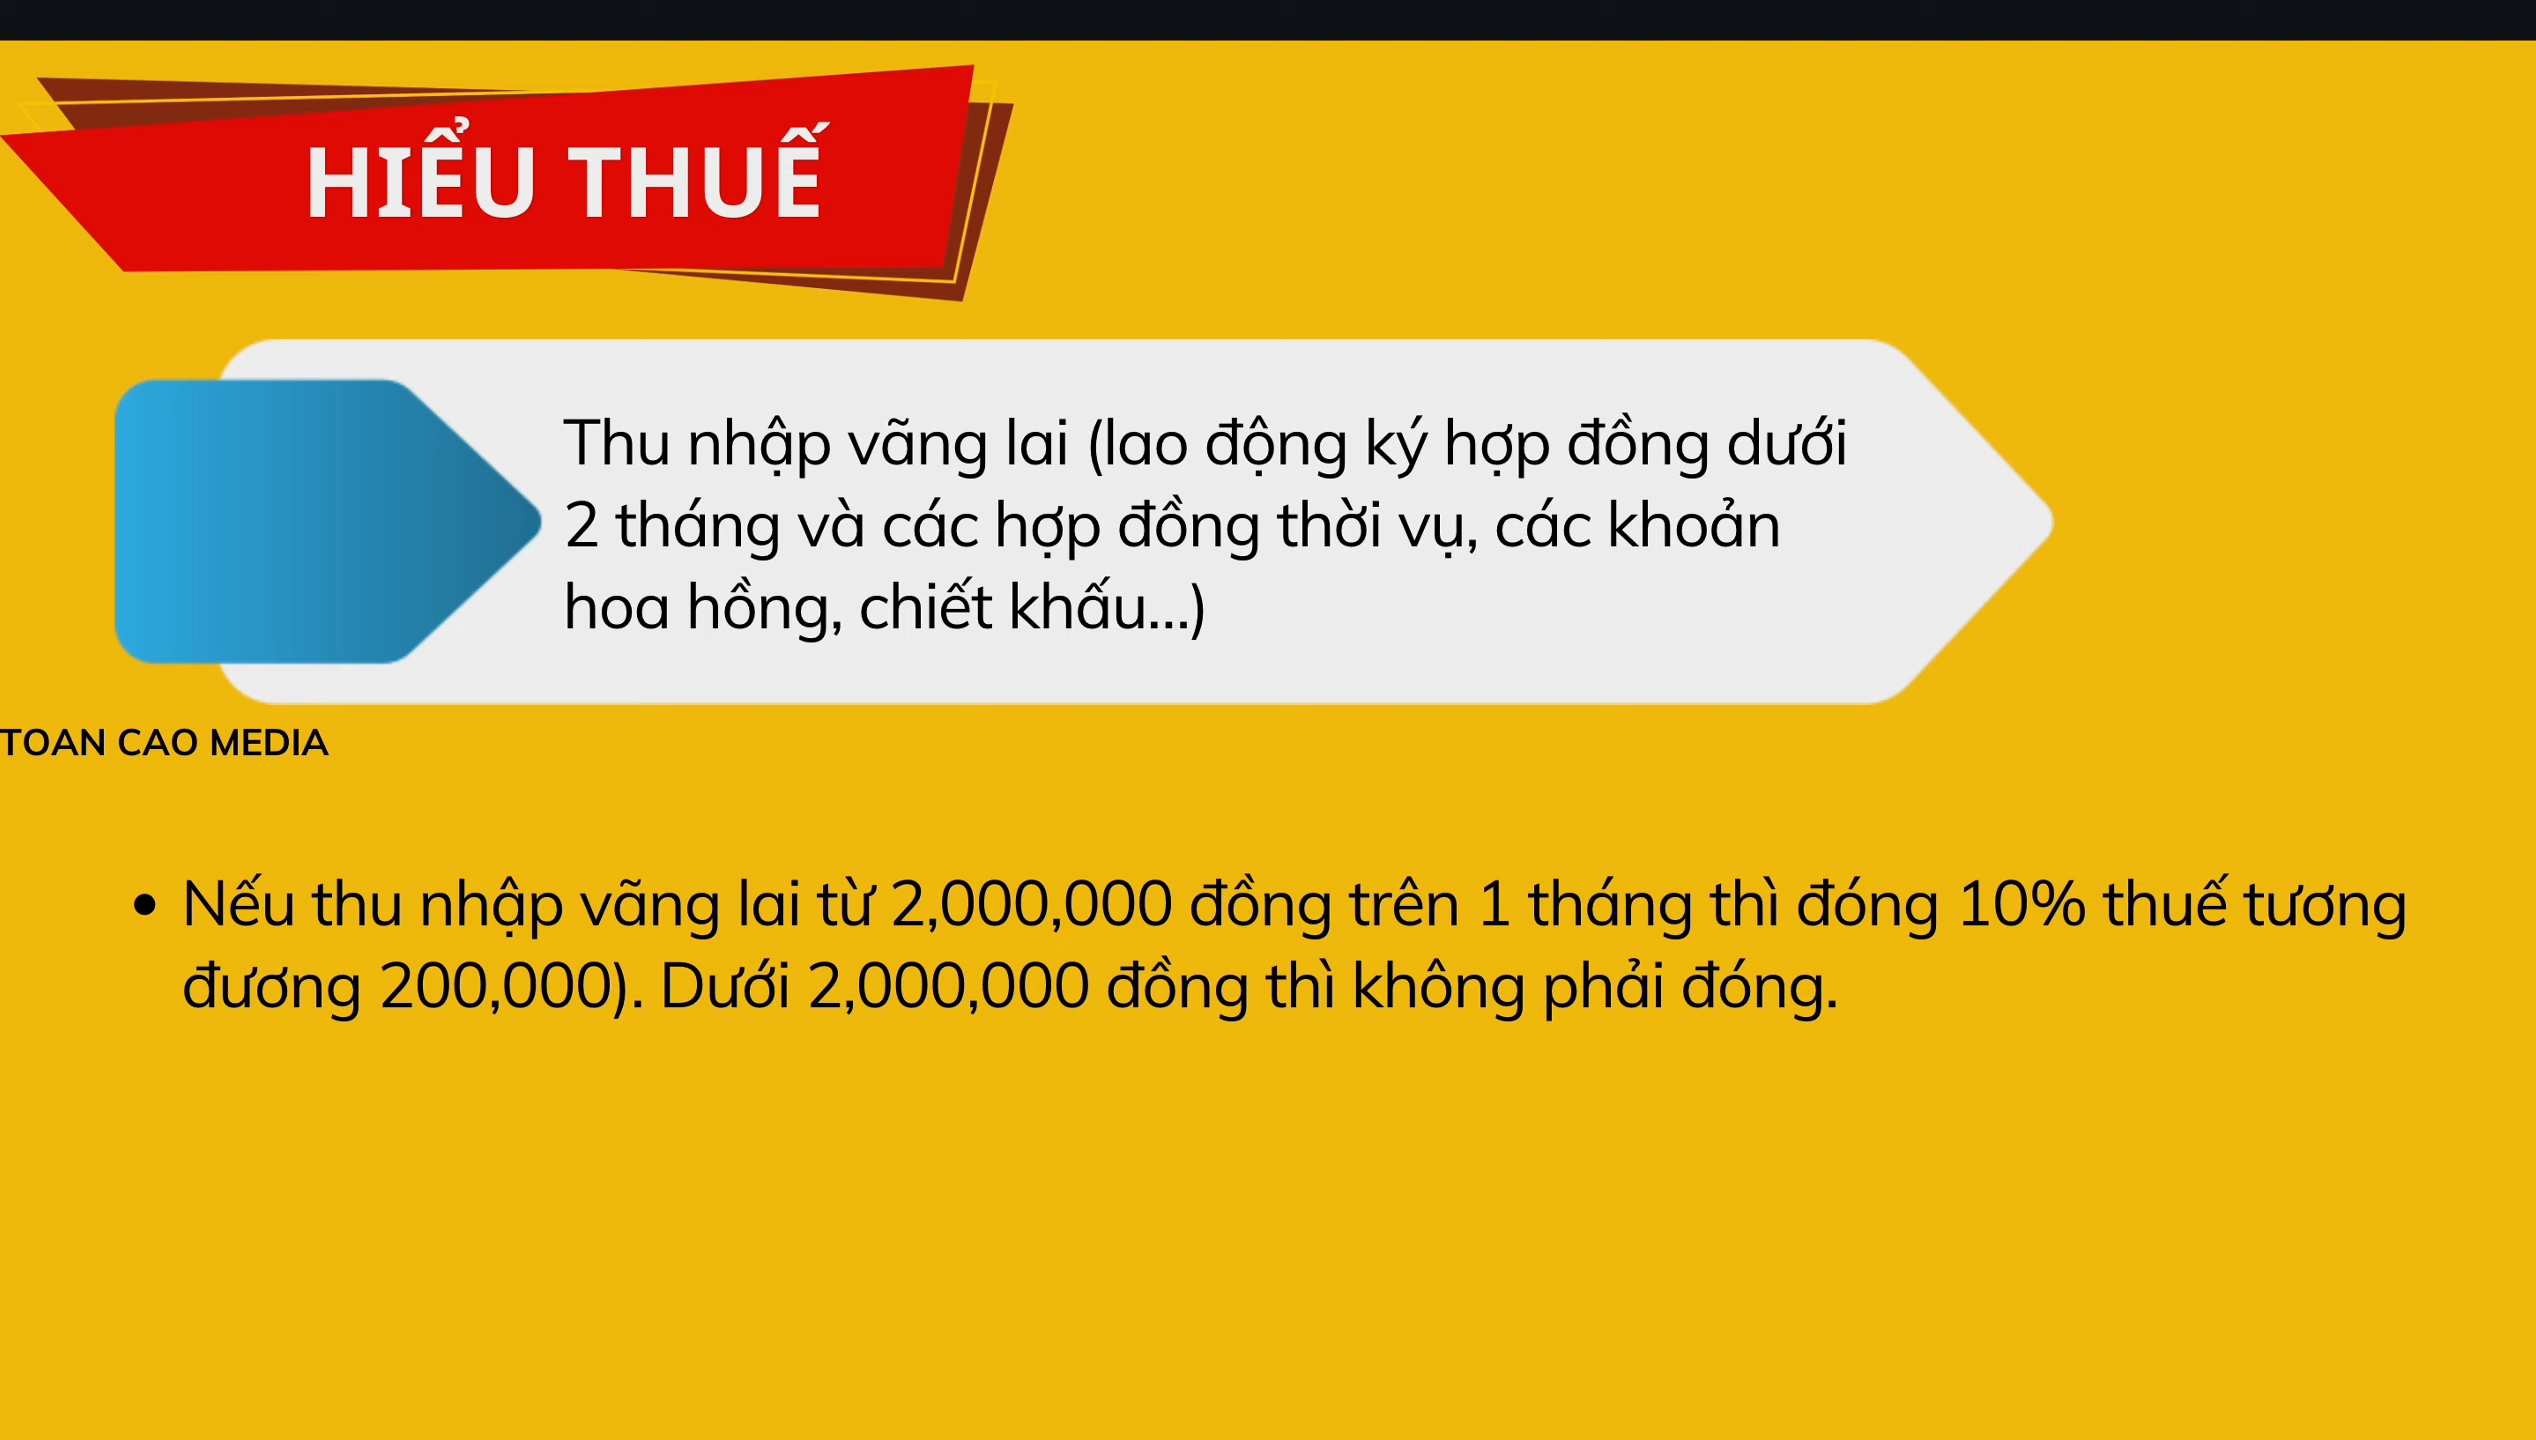 HIỂU THUẾ
Thu nhập vãng lai (lao động ký hợp đồng dưới
2 tháng và các hợp đồng thời vụ, các khoản
hoa hồng, chiết khấu...)
TOAN CAO MEDIA
• Nếu thu nhập vãng lai từ 2,000,000 đồng trên 1 tháng thì đóng 10% thuế tương
đương 200,000). Dưới 2,000,000 đồng thì không phải đóng.